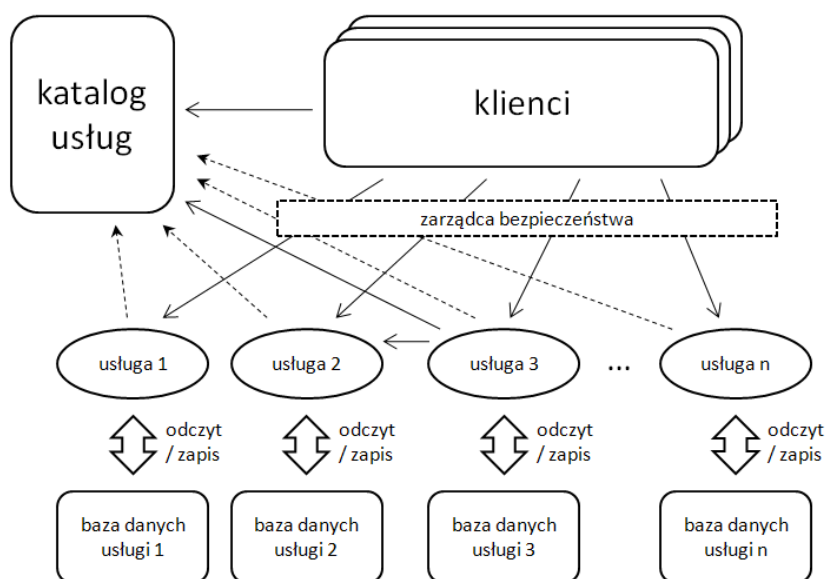 katalog
usług
klienci
zarządca bezpieczeństwa
usługa 1
usługa 2
usługa 3
...
usługa n
odczyt
/ zapis
odczyt
/ zapis
odczyt
/ zapis
odczyt
/ zapis
baza danych
usługi 1
baza danych
usługi 2
baza danych
usługi 3
baza danych
usługi n